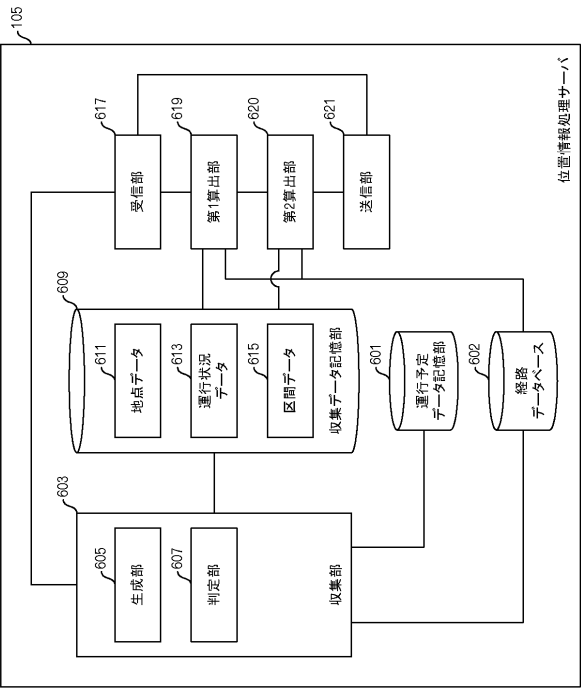 105
位置情報処理サーバ
617
受信部
619
第1算出部
620
第2算出部
621
送信部
609
611
地点データ
613
運行状況
データ
615
区間データ
収集データ記憶部
601
運行予定
データ記憶部
602
経路
データベース
603
605
生成部
607
判定部
収集部